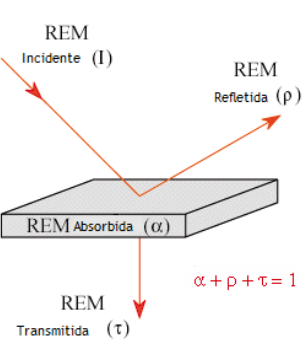 REM
Incidente (I)
REM
Refletida (ρ)
REM Absorbida (α)
α + ρ + τ = 1
REM
Transmitida (τ)